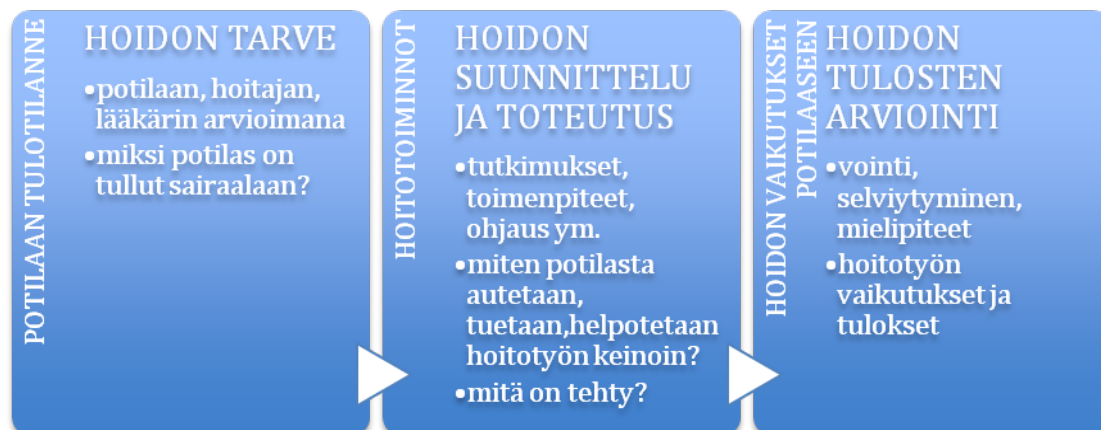 POTILAAN TULOTILANNE
HOIDON TARVE
•potilaan, hoitajan,
lääkärin arvioimana
•miksi potilas on
tullut sairaalaan?
HOITOTOIMINNOT
HOIDON
SUUNNITTELU
JA TOTEUTUS
•tutkimukset,
toimenpiteet,
ohjaus ym.
•miten potilasta
autetaan,
tuetaan,helpotetaan
hoitotyön keinoin?
•mitä on tehty?
HOIDON VAIKUTUKSET
POTILAASEEN
HOIDON
TULOSTEN
ARVIOINTI
•vointi,
selviytyminen,
mielipiteet
•hoitotyön
vaikutukset ja
tulokset